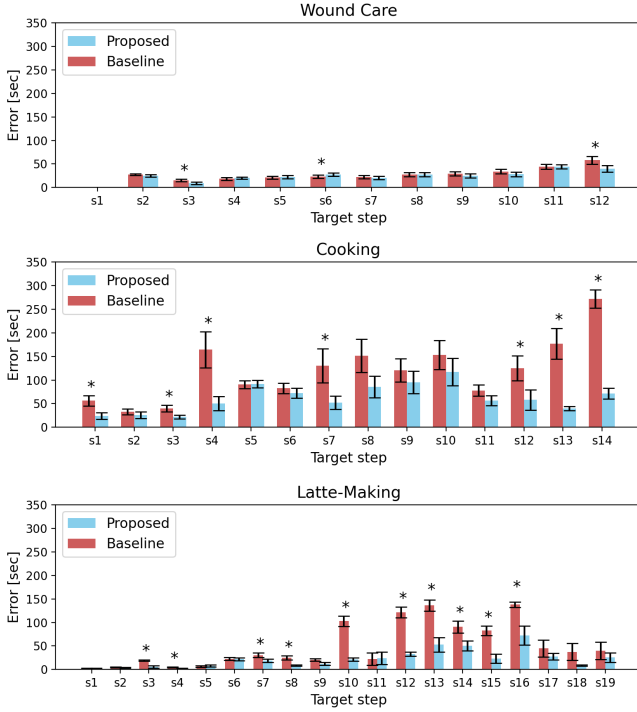 Wound Care
350
300
250
200
150
100
50
0
Error [sec]
Proposed
Baseline
*
*
*
s1 s2 s3 s4 s5 s6 s7 s8 s9 s10 s11 s12
Target step
Cooking
350
300
250
200
150
100
50
0
Error [sec]
Proposed
Baseline
*
*
*
*
*
*
*
s1 s2 s3 s4 s5 s6 s7 s8 s9 s10 s11 s12 s13 s14
Target step
Latte-Making
350
300
250
200
150
100
50
0
Error [sec]
Proposed
Baseline
*
*
*
*
*
*
*
*
*
*
s1 s2 s3 s4 s5 s6 s7 s8 s9 s10 s11 s12 s13 s14 s15 s16 s17 s18 s19
Target step